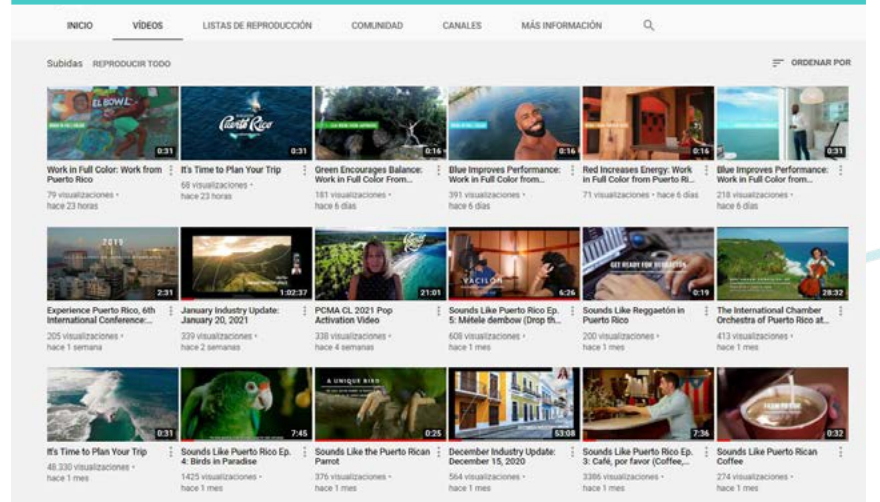 INICIO VÍDEOS LISTAS DE REPRODUCCIÓN COMUNIDAD CANALES MÁS INFORMACIÓN
Subidas REPRODUCIR TODO ORDENAR POR
EL BOWL
Puerto Rico
0:31 0:31 0:16 0:16 0:16 0:31
Work in Full Color: Work from Puerto Rico
79 visualizaciones •
hace 23 horas
It's Time to Plan Your Trip
68 visualizaciones •
hace 23 horas
Green Encourages Balance:
Work in Full Color From...
181 visualizaciones •
hace 6 días
Blue Improves Performance:
Work in Full Color from...
391 visualizaciones •
hace 6 días
Red Increases Energy: Work
in Full Color from Puerto Ri...
71 visualizaciones • hace 6 días
Blue Improves Performance:
Work in Full Color from...
218 visualizaciones •
hace 6 días
2019
2:31 1:02:37 21:01
VACILÓN
6:26
GET READY FOR REGGAETON
0:19 28:32
Experience Puerto Rico, 6th
International Conference:...
205 visualizaciones •
hace 1 semana
January Industry Update:
January 20, 2021
339 visualizaciones •
hace 2 semanas
PCMA CL 2021 Pop
Activation Video
338 visualizaciones •
hace 4 semanas
Sounds Like Puerto Rico Ep.
5: Métele dembow (Drop th...
608 visualizaciones •
hace 1 mes
Sounds Like Reggaetón in
Puerto Rico
200 visualizaciones •
hace 1 mes
The International Chamber
Orchestra of Puerto Rico at...
413 visualizaciones •
hace 1 mes
A UNIQUE BIRD
0:31 7:45 0:25 53:08 7:36 0:32
It's Time to Plan Your Trip
48.330 visualizaciones •
hace 1 mes
Sounds Like Puerto Rico Ep.
4: Birds in Paradise
1425 visualizaciones •
hace 1 mes
Sounds Like the Puerto Rican
Parrot
376 visualizaciones •
hace 1 mes
December Industry Update:
December 15, 2020
564 visualizaciones •
hace 1 mes
Sounds Like Puerto Rico Ep.
3: Café, por favor (Coffee,...
3386 visualizaciones •
hace 1 mes
Sounds Like Puerto Rican
Coffee
274 visualizaciones •
hace 1 mes